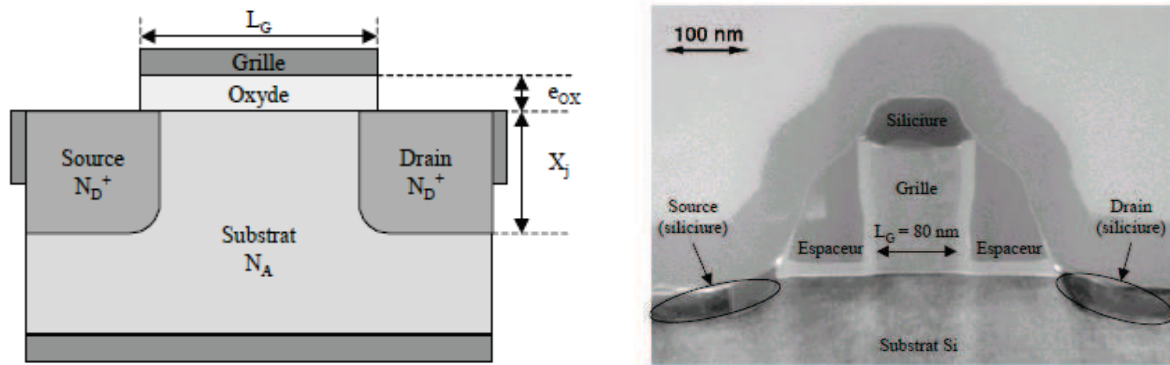 L_G
Grille
Oxyde
e_OX
Source
N_D^+
Drain
N_D^+
X_j
Substrat
N_A
100 nm
Siliciure
Grille
Source
(siliciure)
Drain
(siliciure)
L_G = 80 nm
Espaceur
Espaceur
Substrat Si